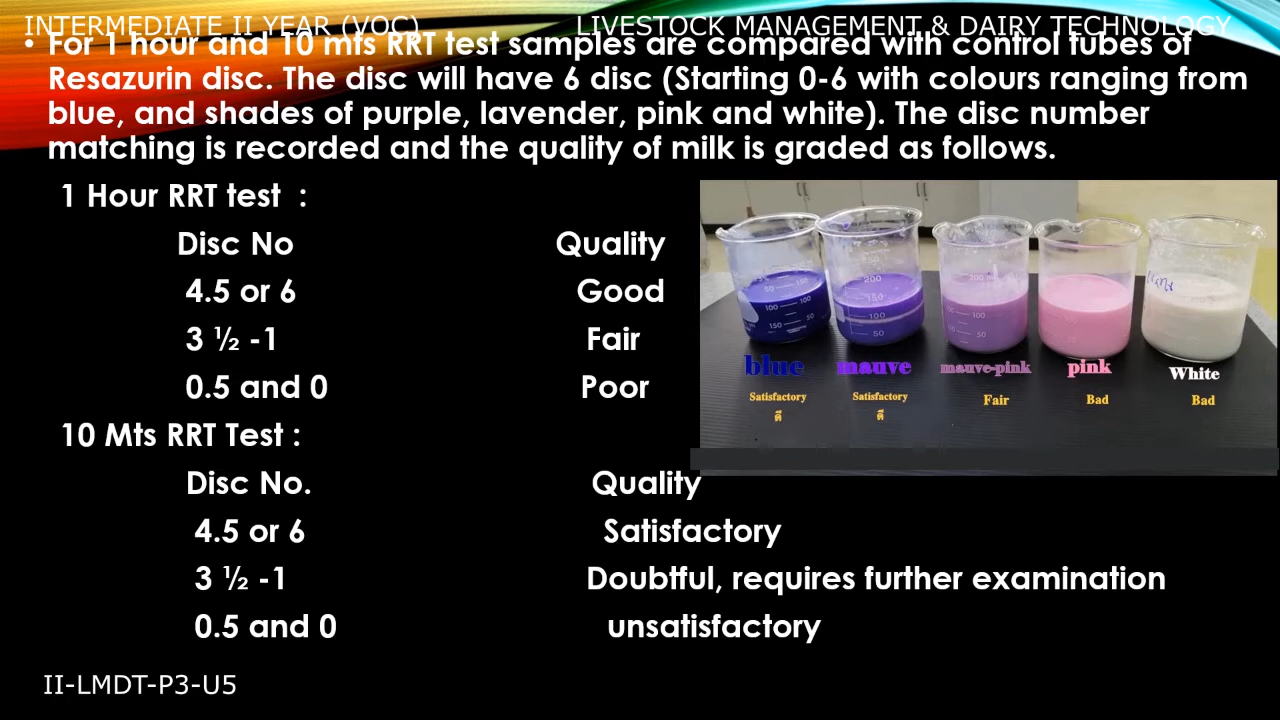 INTERMEDIATE II YEAR (VOC) LIVESTOCK MANAGEMENT & DAIRY TECHNOLOGY
• For 1 hour and 10 mts RRT test samples are compared with control tubes of
Resazurin disc. The disc will have 6 disc (Starting 0-6 with colours ranging from
blue, and shades of purple, lavender, pink and white). The disc number
matching is recorded and the quality of milk is graded as follows.
1 Hour RRT test :
Disc No Quality
4.5 or 6 Good
3 ½ -1 Fair
0.5 and 0 Poor
10 Mts RRT Test :
Disc No. Quality
4.5 or 6 Satisfactory
3 ½ -1 Doubtful, requires further examination
0.5 and 0 unsatisfactory
II-LMDT-P3-U5
blue mauve mauve-pink pink White
Satisfactory Satisfactory Fair Bad Bad
ดี ดี